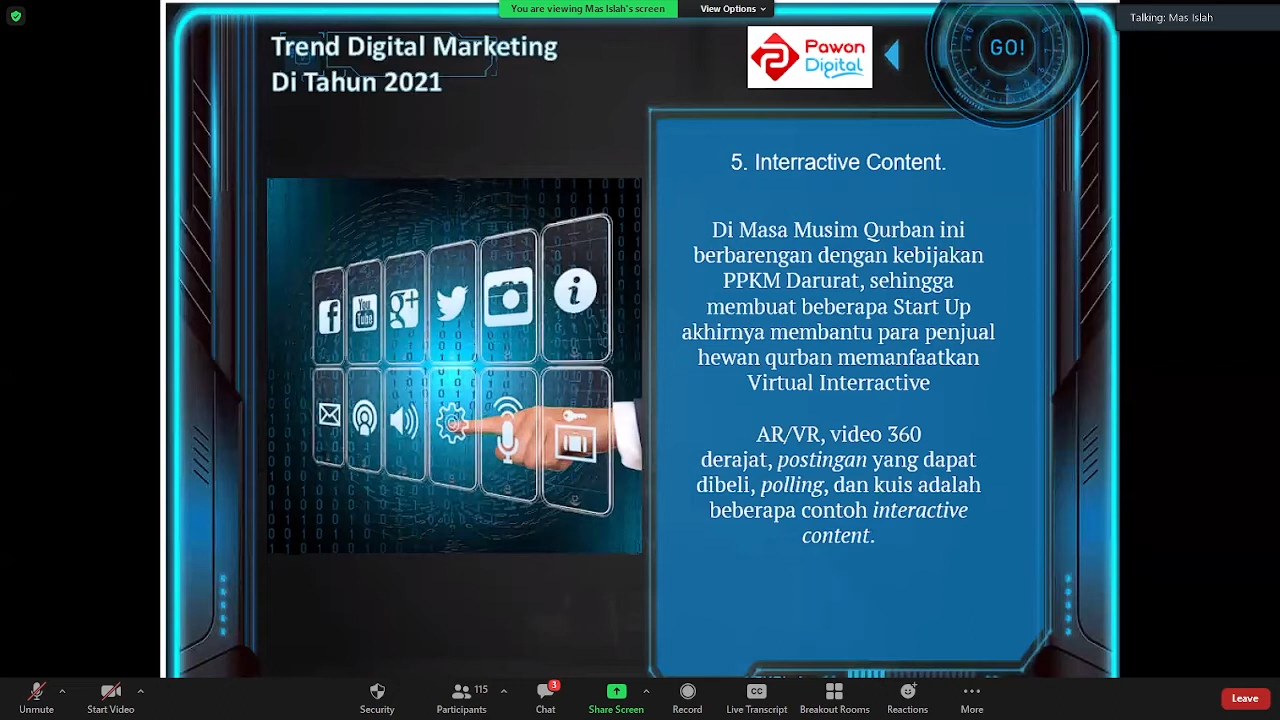 You are viewing Mas Islah's screen
View Options
Talking: Mas Islah
Trend Digital Marketing
Di Tahun 2021
Pawon
Digital
GO!
5. Interractive Content.
Di Masa Musim Qurban ini
berbarengan dengan kebijakan
PPKM Darurat, sehingga
membuat beberapa Start Up
akhirnya membantu para penjual
hewan qurban memanfaatkan
Virtual Interractive
AR/VR, video 360
derajat, postingan yang dapat
dibeli, polling, dan kuis adalah
beberapa contoh interactive
content.
f
You
Tube
g+
i
Unmute
Start Video
Security
115
Participants
3
Chat
Share Screen
Record
CC
Live Transcript
Breakout Rooms
Reactions
More
Leave